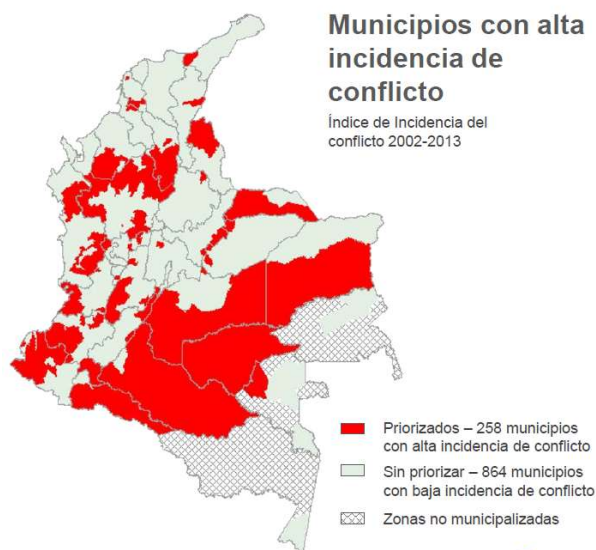 Municipios con alta
incidencia de
conflicto
Índice de Incidencia del
conflicto 2002-2013
Priorizados – 258 municipios
con alta incidencia de conflicto
Sin priorizar – 864 municipios
con baja incidencia de conflicto
Zonas no municipalizadas